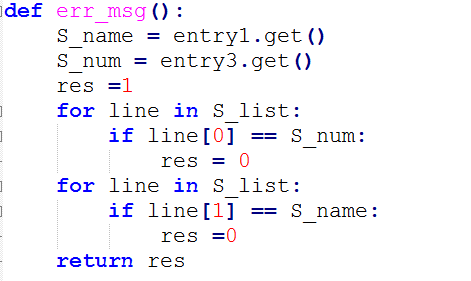 def err_msg():
    S_name = entry1.get()
    S_num = entry3.get()
    res =1
    for line in S_list:
        if line[0] == S_num:
            res = 0
    for line in S_list:
        if line[1] == S_name:
            res =0
    return res